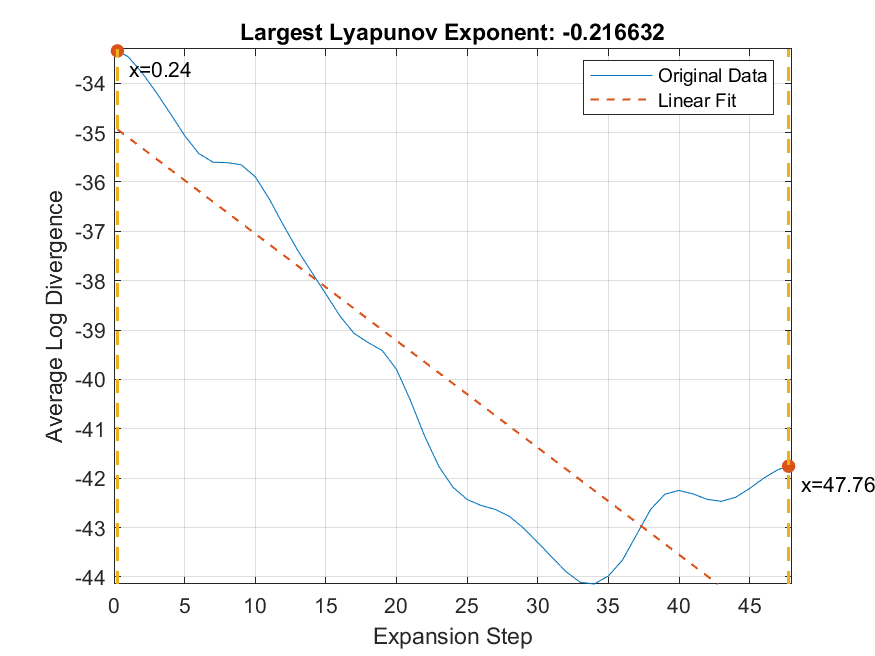 Largest Lyapunov Exponent: -0.216632
x=0.24
Original Data
Linear Fit
-34
-35
-36
-37
-38
-39
-40
-41
-42
-43
-44
Average Log Divergence
x=47.76
0 5 10 15 20 25 30 35 40 45
Expansion Step